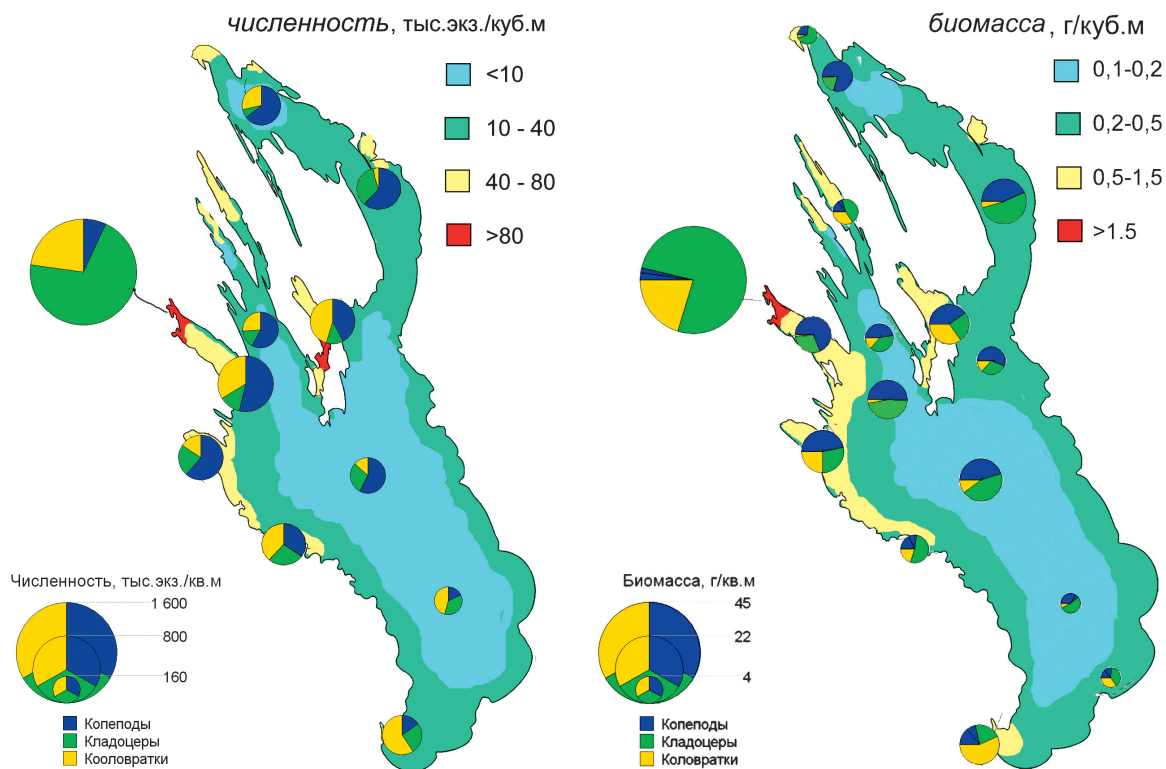 численность, тыс.экз./куб.м
<10
10 - 40
40 - 80
>80
Численность, тыс.экз./кв.м
1 600
800
160
Копеподы
Кладоцеры
Кооловратки
биомасса, г/куб.м
0,1-0,2
0,2-0,5
0,5-1,5
>1.5
Биомасса, г/кв.м
45
22
4
Копеподы
Кладоцеры
Коловратки